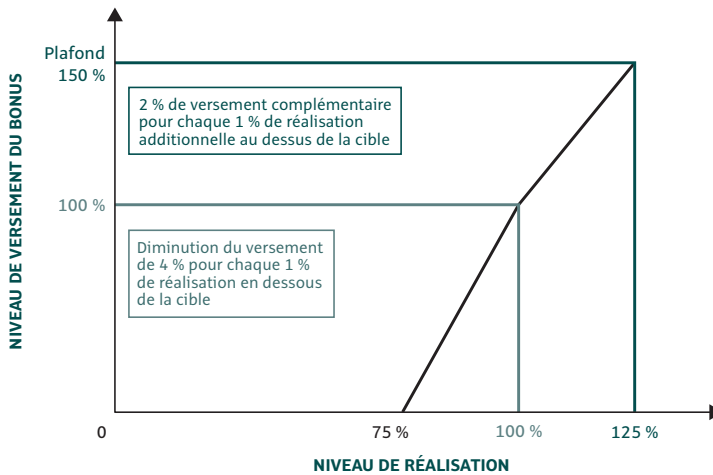 Plafond
150 %
2 % de versement complémentaire
pour chaque 1 % de réalisation
additionnelle au dessus de la cible
100 %
Diminution du versement
de 4 % pour chaque 1 %
de réalisation en dessous
de la cible
NIVEAU DE VERSEMENT DU BONUS
0
75 %
100 %
125 %
NIVEAU DE RÉALISATION